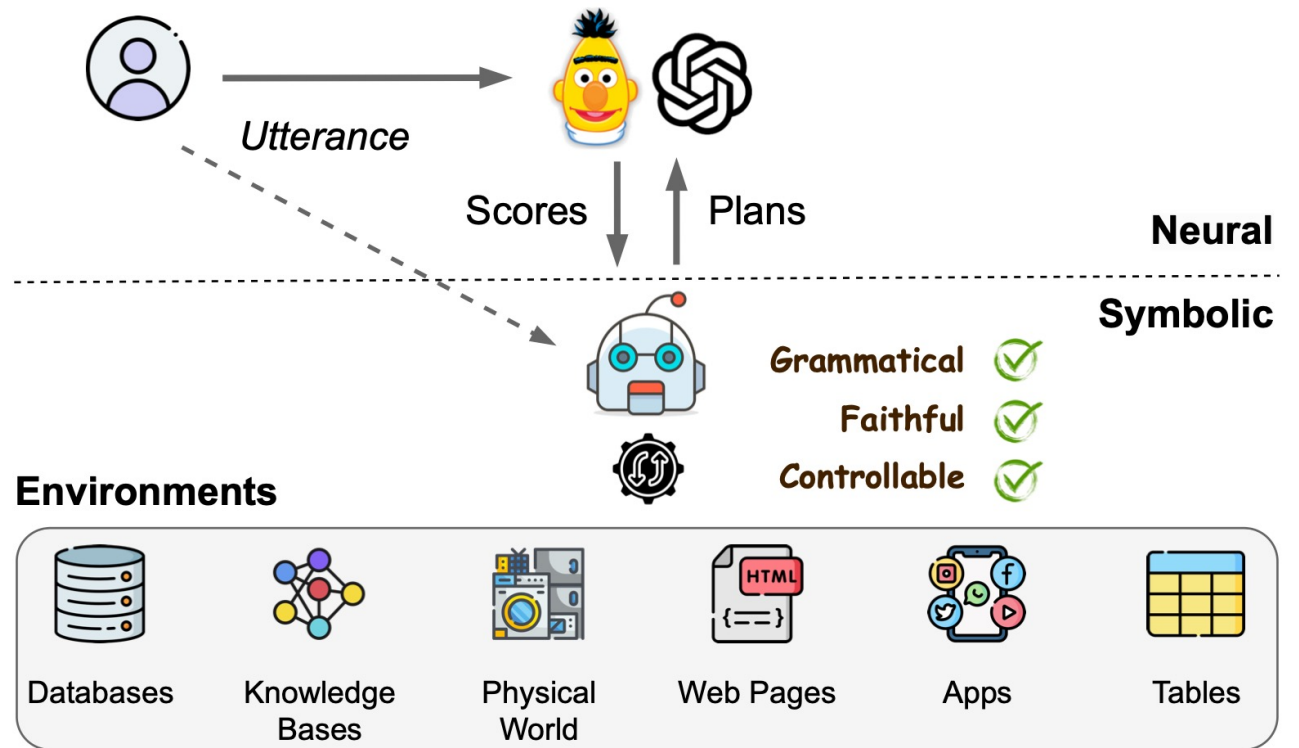 Utterance
Scores
Plans
Neural
Symbolic
Grammatical
Faithful
Controllable
Environments
HTML
{==}
Databases
Knowledge
Bases
Physical
World
Web Pages
Apps
Tables